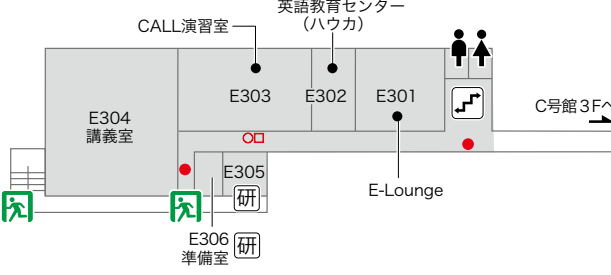 英語教育センター
（ハウカ）
CALL演習室
E304
講義室
E303
E302
E301
C号館3Fへ
E305
研
E-Lounge
E306
準備室
研